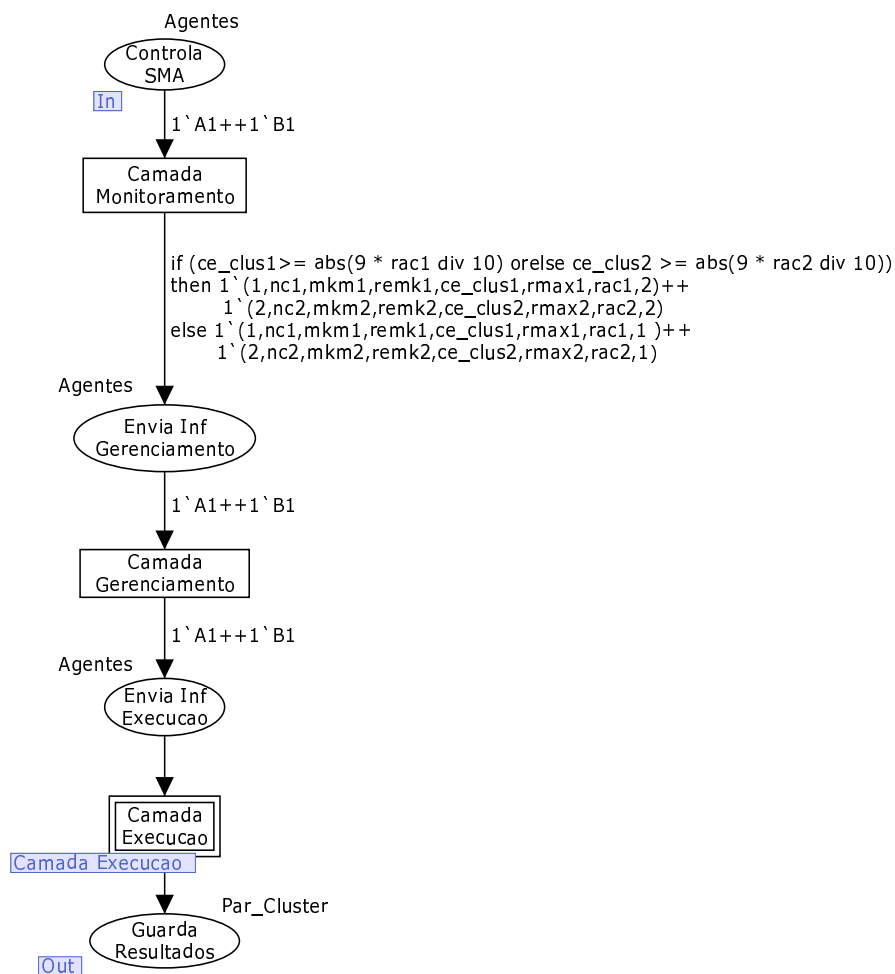 Agentes
Controla
SMA
In
1`A1++1`B1
Camada
Monitoramento
if (ce_clus1>= abs(9 * rac1 div 10) orelse ce_clus2 >= abs(9 * rac2 div 10))
then 1`(1,nc1,mkm1,remk1,ce_clus1,rmax1,rac1,2)++
1`(2,nc2,mkm2,remk2,ce_clus2,rmax2,rac2,2)
else 1`(1,nc1,mkm1,remk1,ce_clus1,rmax1,rac1,1 )++
1`(2,nc2,mkm2,remk2,ce_clus2,rmax2,rac2,1)
Agentes
Envia Inf
Gerenciamento
1`A1++1`B1
Camada
Gerenciamento
1`A1++1`B1
Agentes
Envia Inf
Execucao
Camada
Execucao
Camada Execucao
Par_Cluster
Guarda
Resultados
Out